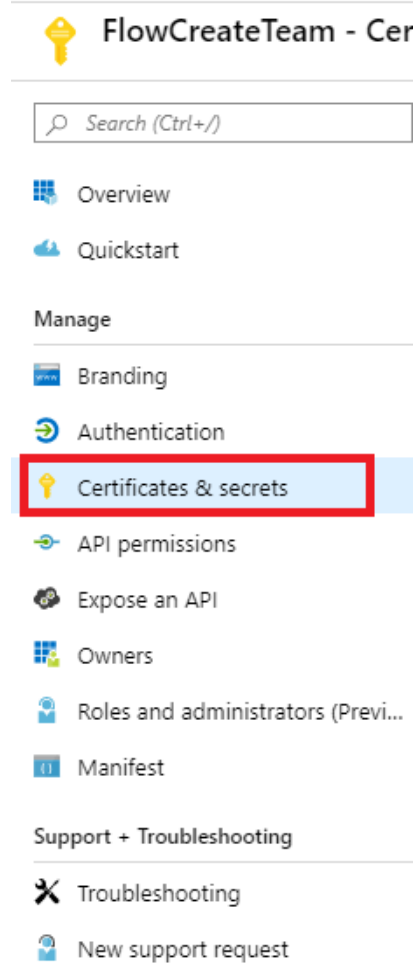 FlowCreateTeam - Cer
Search (Ctrl+/)
Overview
Quickstart
Manage
Branding
Authentication
Certificates & secrets
API permissions
Expose an API
Owners
Roles and administrators (Previ...
Manifest
Support + Troubleshooting
Troubleshooting
New support request